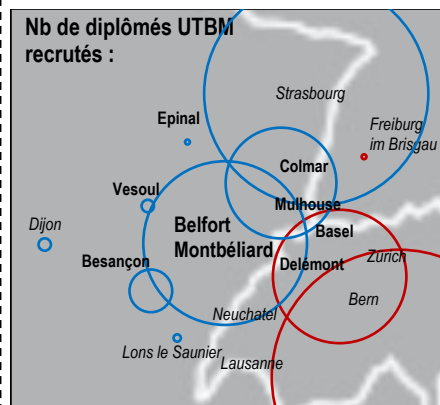 Nb de diplômés UTBM
recrutés :
Strasbourg
Epinal
Freiburg
im Brisgau
Colmar
Vesoul
Mulhouse
Dijon
Belfort
Montbéliard
Basel
Besançon
Delémont
Zurich
Bern
Neuchatel
Lons le Saunier
Lausanne